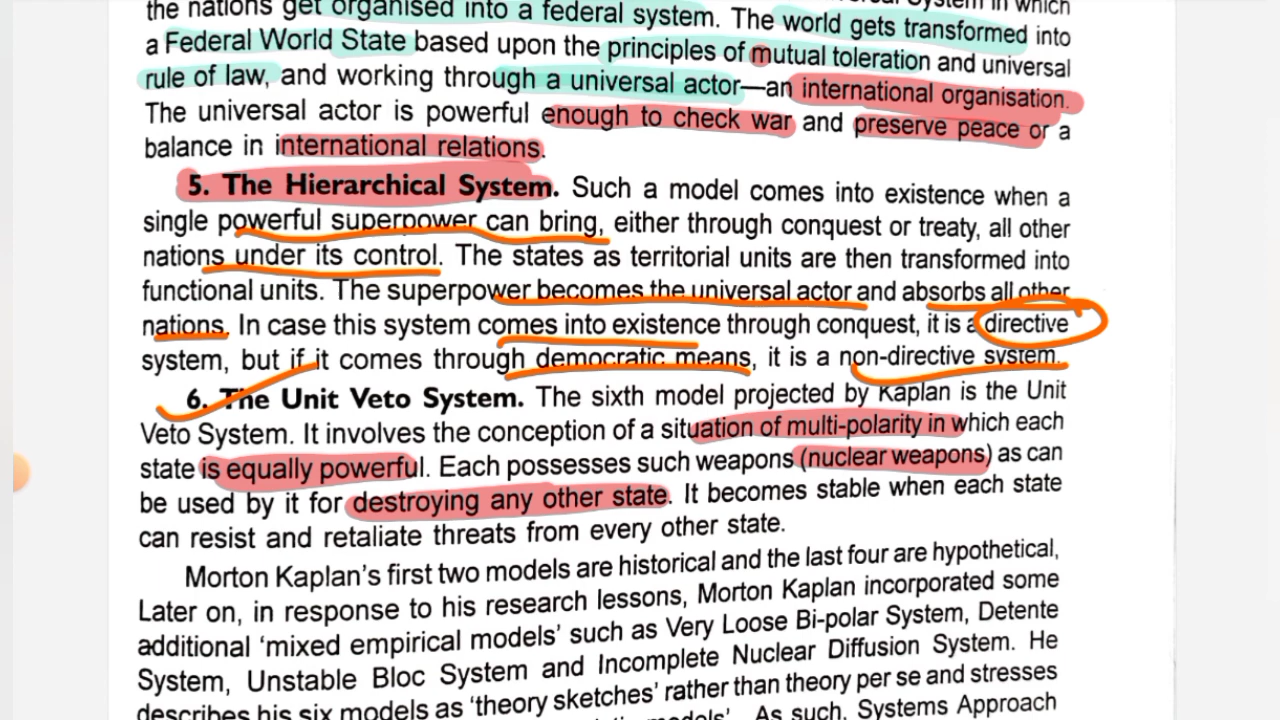 the nations get organised into a federal system. The world gets transformed into
a Federal World State based upon the principles of mutual toleration and universal
rule of law, and working through a universal actor—an international organisation.
The universal actor is powerful enough to check war and preserve peace or a
balance in international relations.
5. The Hierarchical System. Such a model comes into existence when a
single powerful superpower can bring, either through conquest or treaty, all other
nations under its control. The states as territorial units are then transformed into
functional units. The superpower becomes the universal actor and absorbs all other
nations. In case this system comes into existence through conquest, it is a directive
system, but if it comes through democratic means, it is a non-directive system.
6. The Unit Veto System. The sixth model projected by Kaplan is the Unit
Veto System. It involves the conception of a situation of multi-polarity in which each
state is equally powerful. Each possesses such weapons (nuclear weapons) as can
be used by it for destroying any other state. It becomes stable when each state
can resist and retaliate threats from every other state.
Morton Kaplan's first two models are historical and the last four are hypothetical,
Later on, in response to his research lessons, Morton Kaplan incorporated some
additional 'mixed empirical models' such as Very Loose Bi-polar System, Detente
System, Unstable Bloc System and Incomplete Nuclear Diffusion System. He
describes his six models as 'theory sketches' rather than theory per se and stresses
models'. As such, Systems Approach